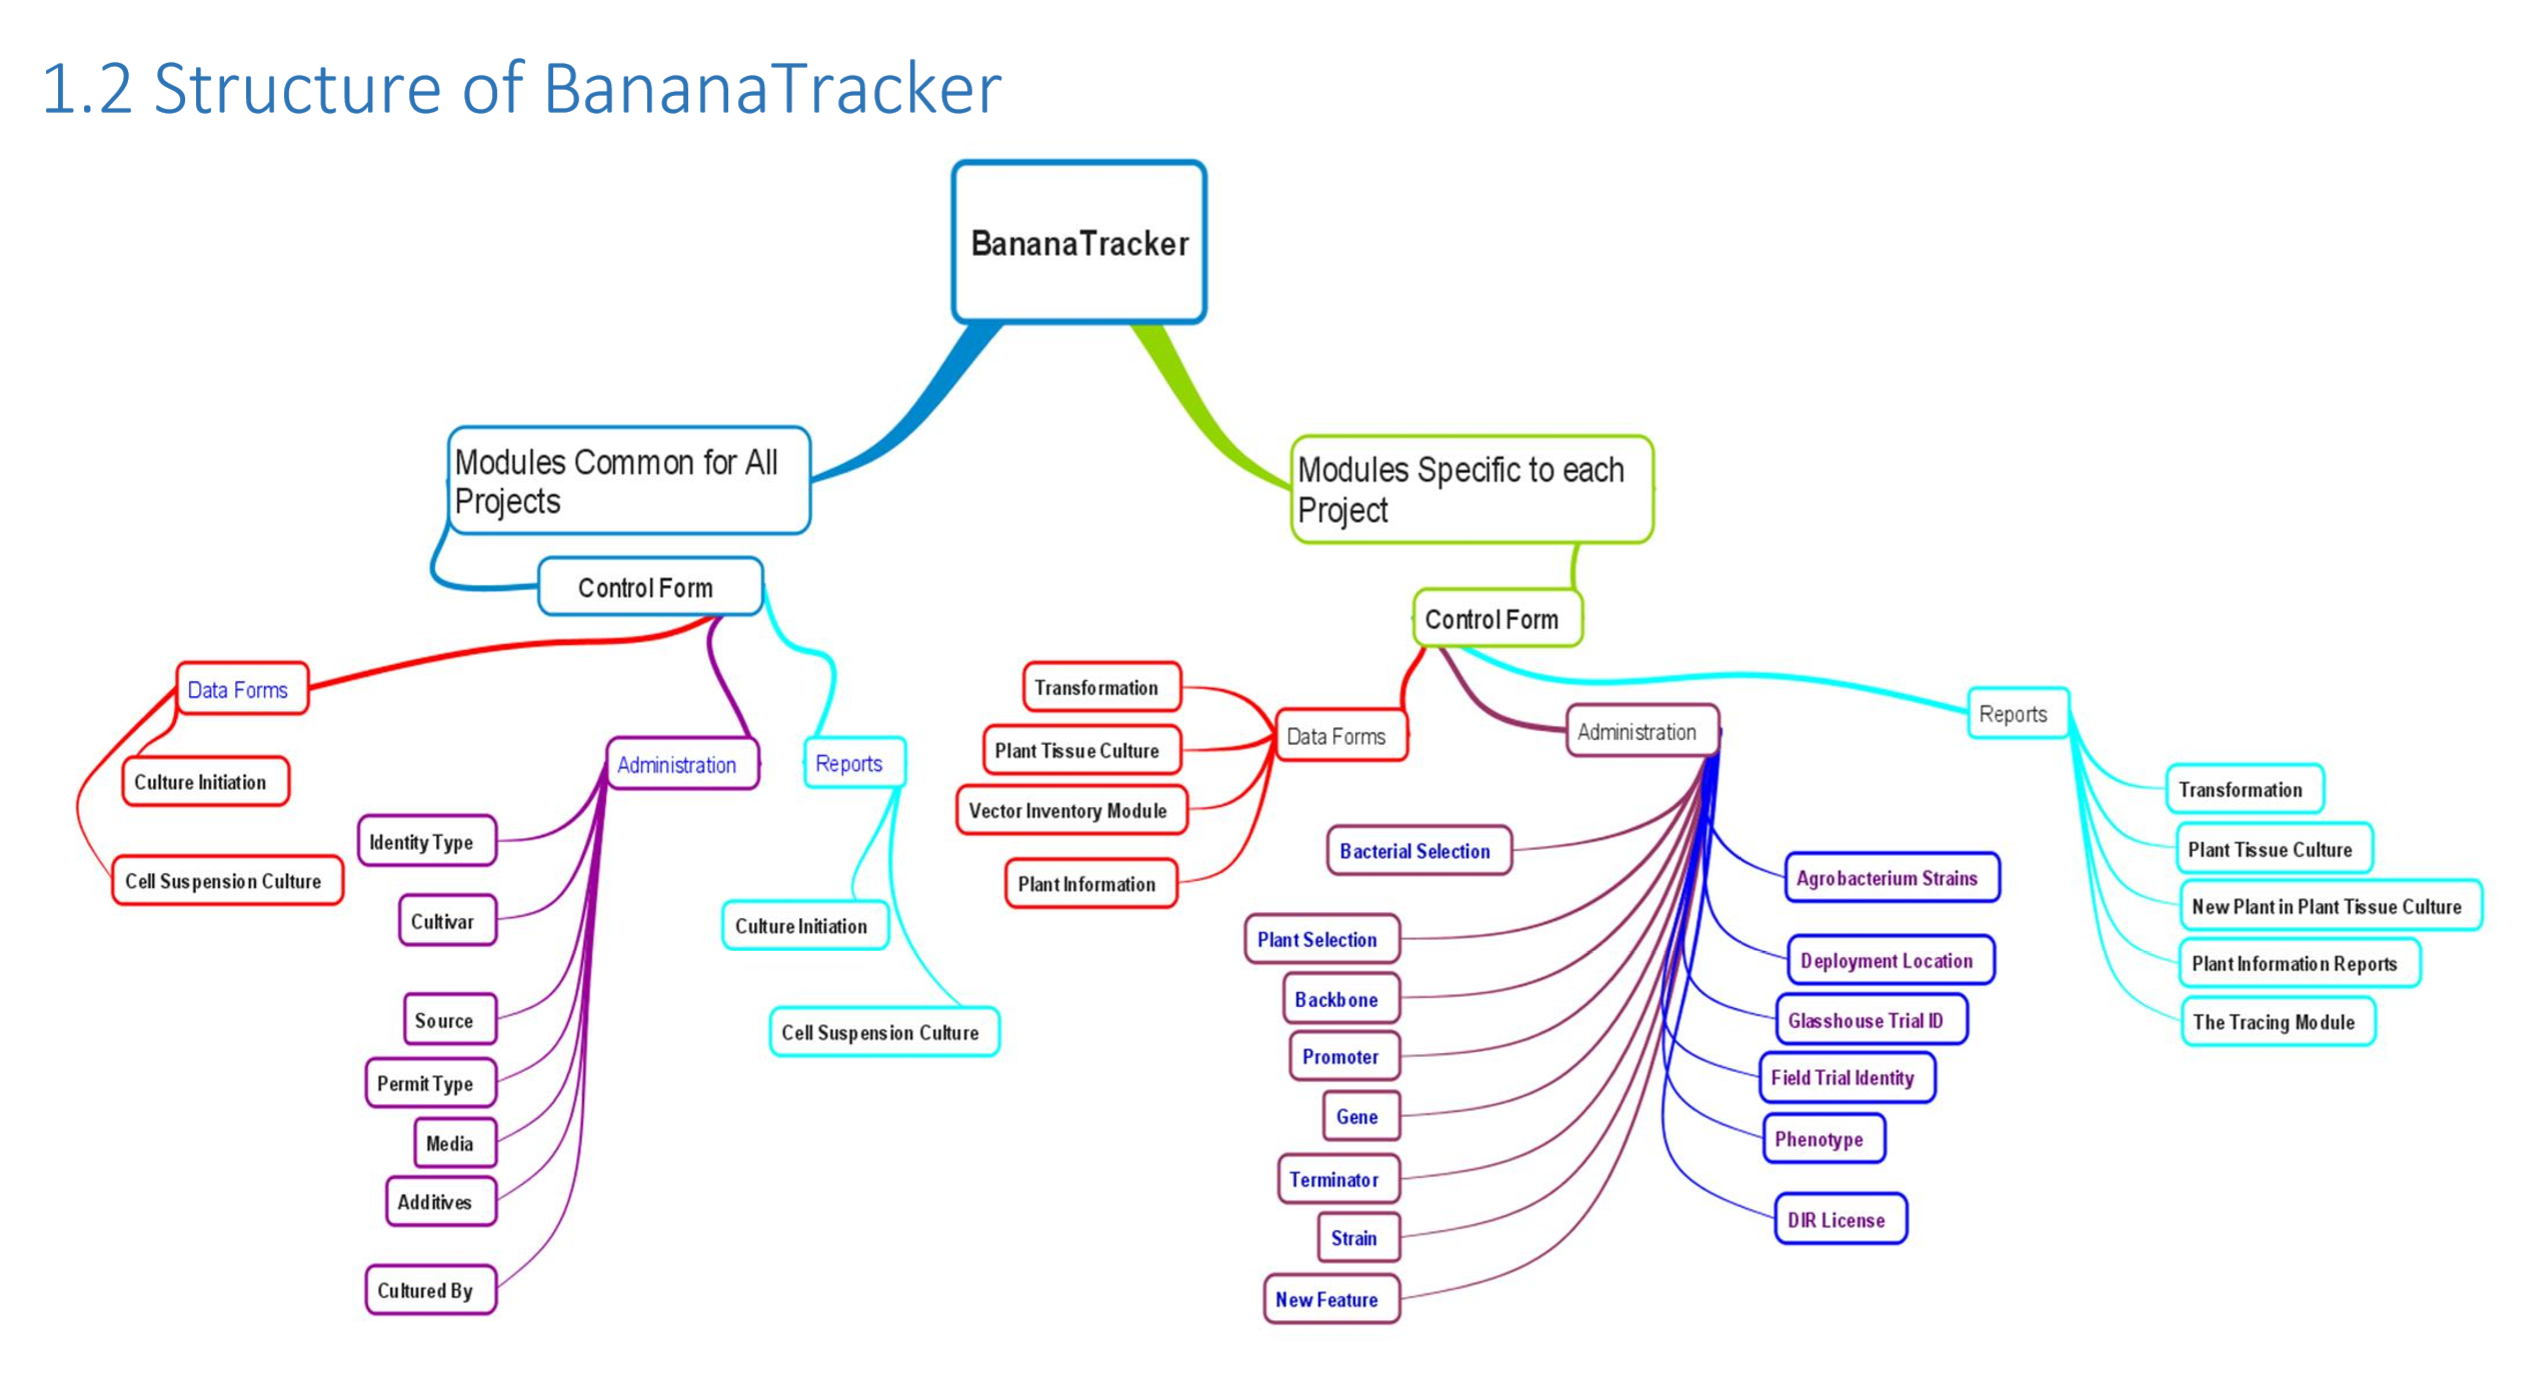 1.2 Structure of BananaTracker
BananaTracker
Modules Common for All
Projects
Control Form
Data Forms
Culture Initiation
Cell Suspension Culture
Administration
Identity Type
Cultivar
Source
Permit Type
Media
Additives
Cultured By
Reports
Culture Initiation
Cell Suspension Culture
Modules Specific to each
Project
Control Form
Data Forms
Transformation
Plant Tissue Culture
Vector Inventory Module
Plant Information
Administration
Bacterial Selection
Plant Selection
Backbone
Promoter
Gene
Terminator
Strain
New Feature
Agrobacterium Strains
Deployment Location
Glasshouse Trial ID
Field Trial Identity
Phenotype
DIR License
Reports
Transformation
Plant Tissue Culture
New Plant in Plant Tissue Culture
Plant Information Reports
The Tracing Module